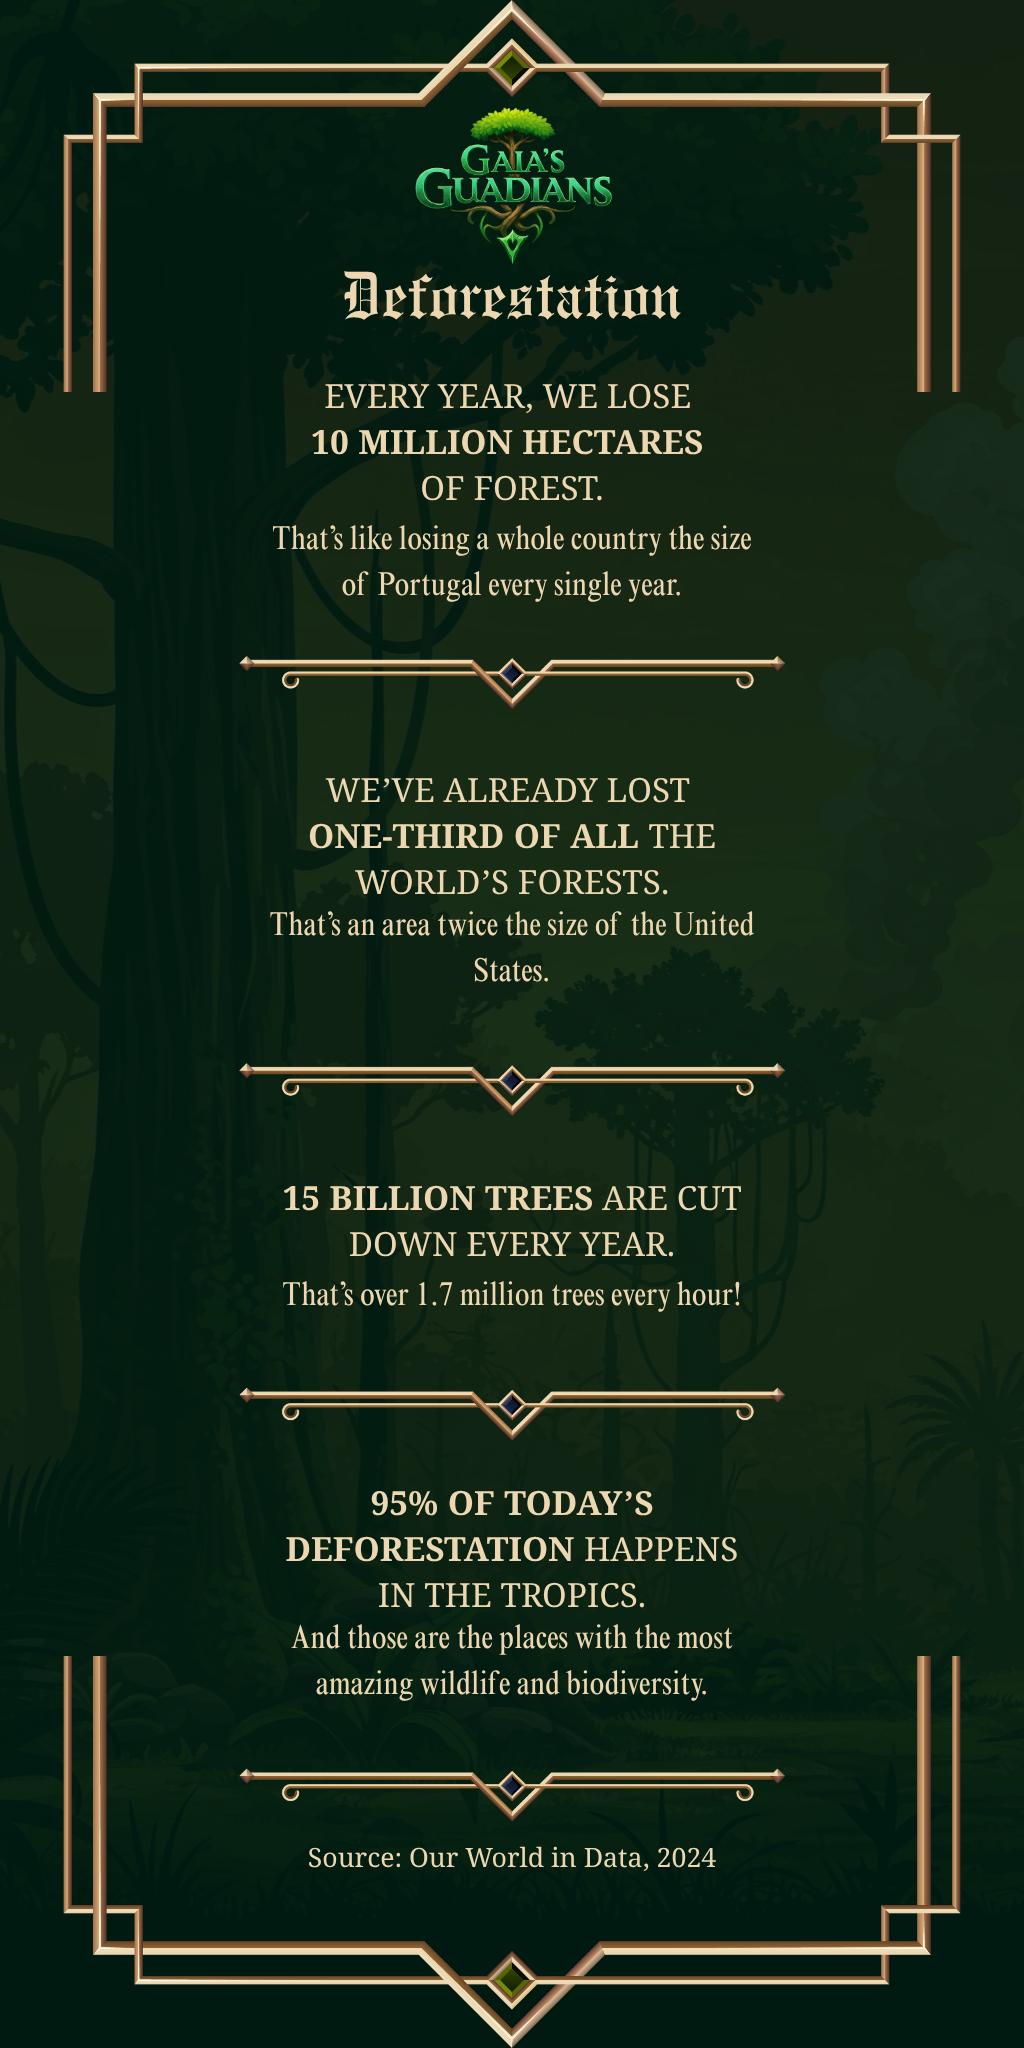 GAIA'S
GUADIANS
Deforestation
EVERY YEAR, WE LOSE
10 MILLION HECTARES
OF FOREST.
That's like losing a whole country the size
of Portugal every single year.
WE'VE ALREADY LOST
ONE-THIRD OF ALL THE
WORLD'S FORESTS.
That's an area twice the size of the United
States.
15 BILLION TREES ARE CUT
DOWN EVERY YEAR.
That's over 1.7 million trees every hour!
95% OF TODAY'S
DEFORESTATION HAPPENS
IN THE TROPICS.
And those are the places with the most
amazing wildlife and biodiversity.
Source: Our World in Data, 2024